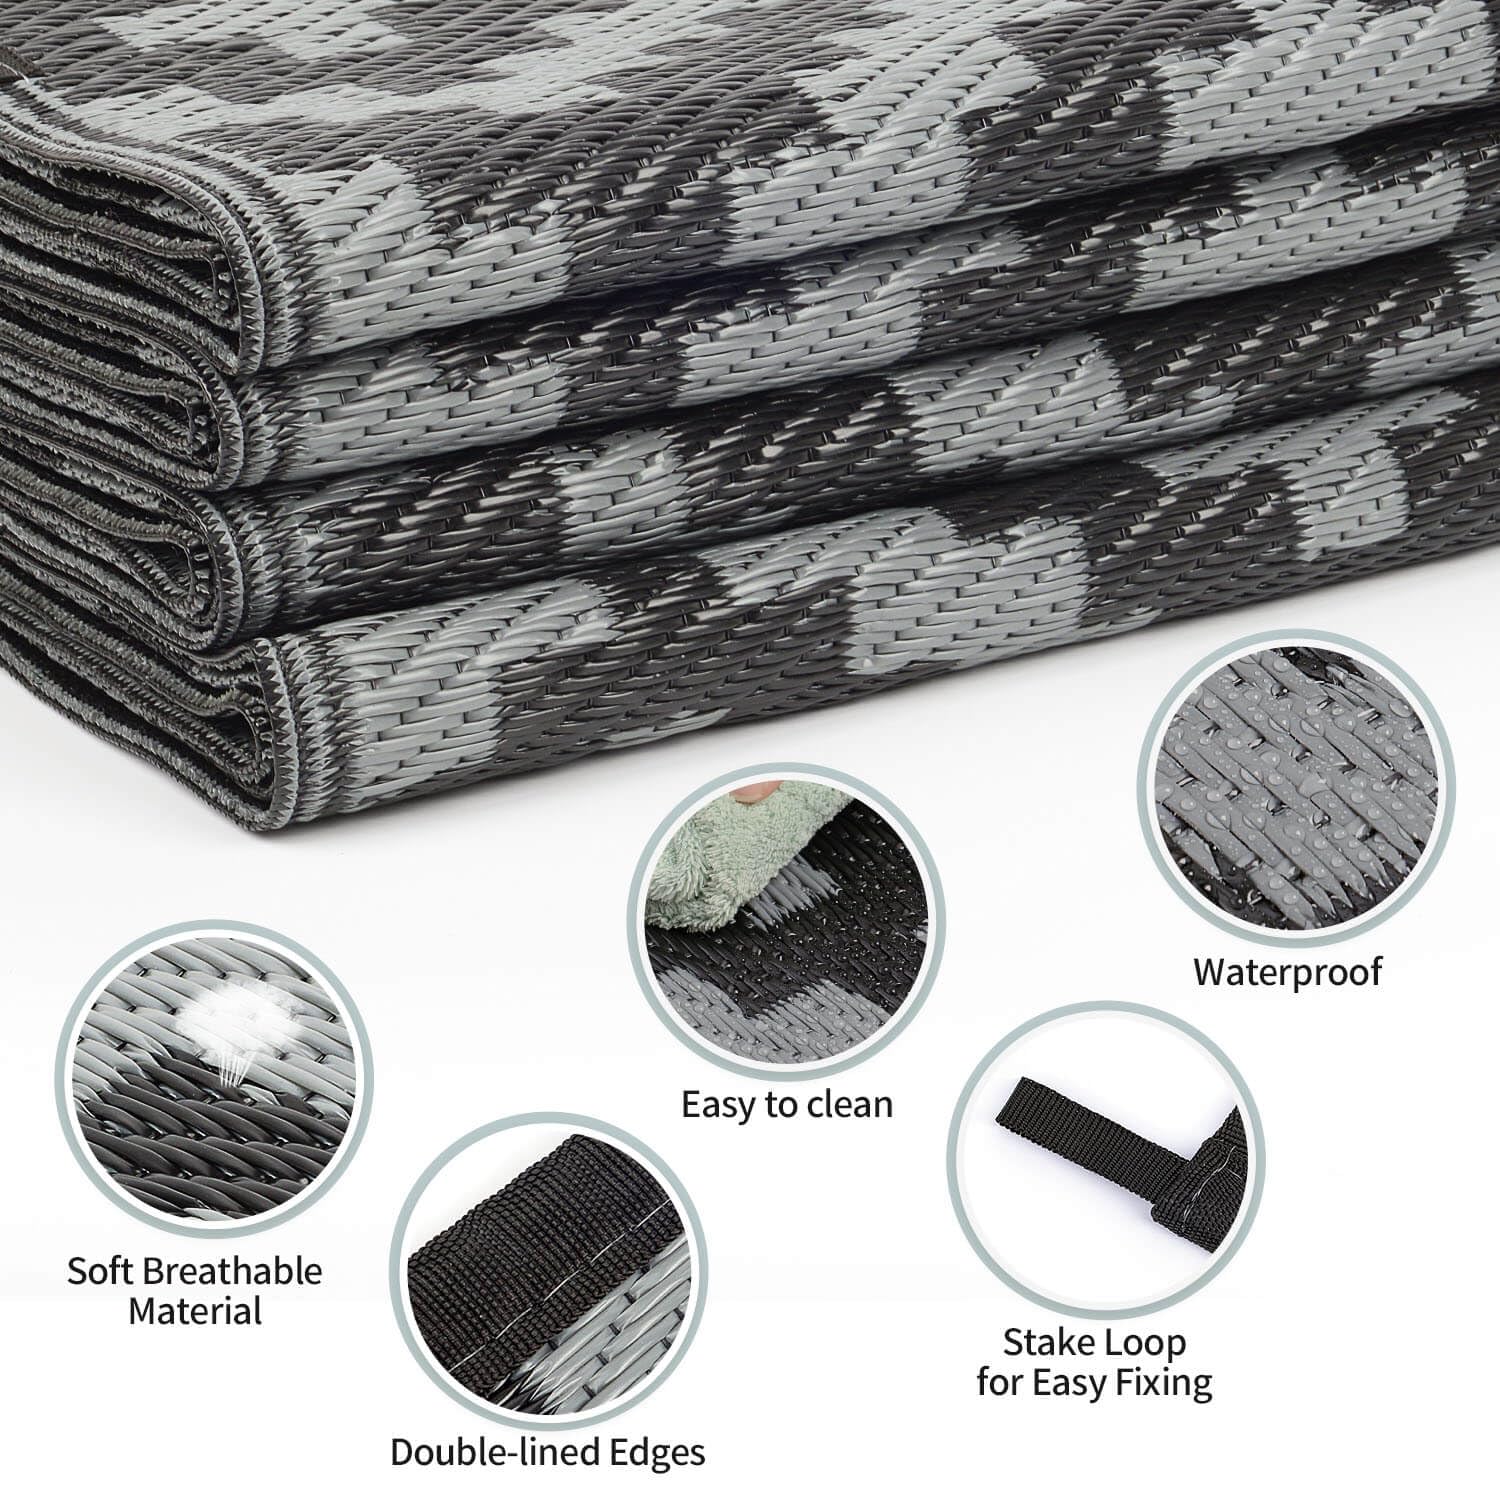 Waterproof
Easy to clean
Soft Breathable
Material
Stake Loop
for Easy Fixing
Double-lined Edges